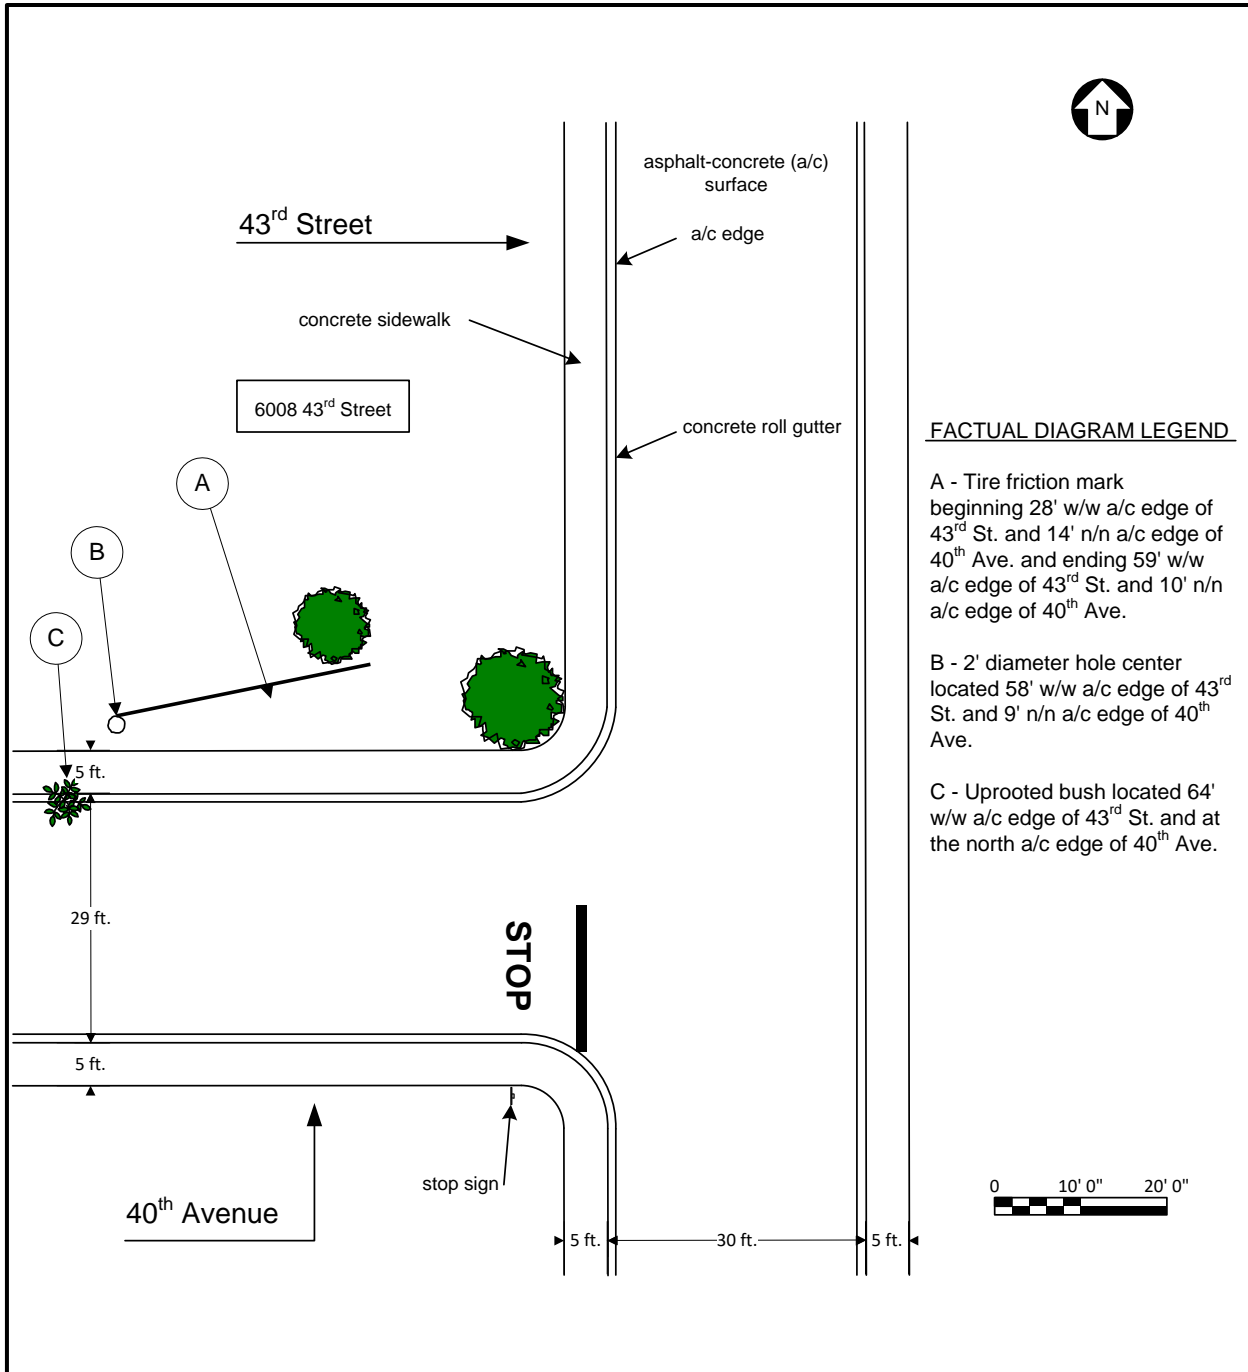 N
asphalt-concrete (a/c)
surface
43rd Street
a/c edge
concrete sidewalk
6008 43rd Street
concrete roll gutter
A
B
C
5 ft.
29 ft.
STOP
5 ft.
stop sign
40th Avenue
5 ft.
30 ft.
5 ft.
FACTUAL DIAGRAM LEGEND
A - Tire friction mark
beginning 28' w/w a/c edge of
43rd St. and 14' n/n a/c edge of
40th Ave. and ending 59' w/w
a/c edge of 43rd St. and 10' n/n
a/c edge of 40th Ave.
B - 2' diameter hole center
located 58' w/w a/c edge of 43rd
St. and 9' n/n a/c edge of 40th
Ave.
C - Uprooted bush located 64'
w/w a/c edge of 43rd St. and at
the north a/c edge of 40th Ave.
0 10' 0" 20' 0"